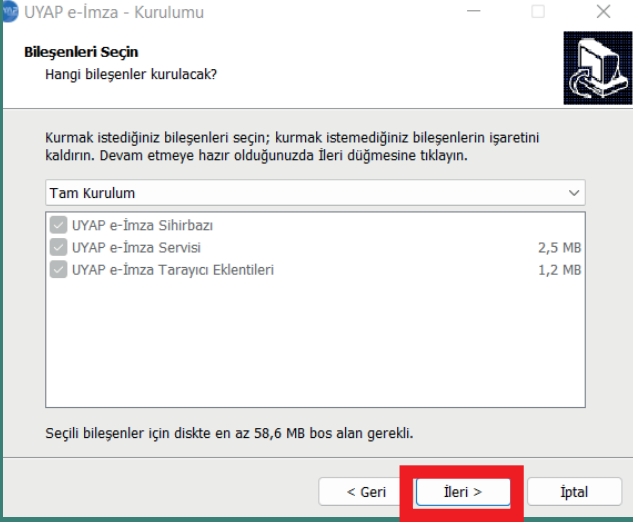 UYAP e-İmza - Kurulumu
Bileşenleri Seçin
Hangi bileşenler kurulacak?
Kurmak istediğiniz bileşenleri seçin; kurmak istemediğiniz bileşenlerin işaretini
kaldırın. Devam etmeye hazır olduğunuzda İleri düğmesine tıklayın.
Tam Kurulum
UYAP e-İmza Sihirbazı
UYAP e-İmza Servisi 2,5 MB
UYAP e-İmza Tarayıcı Eklentileri 1,2 MB
Seçili bileşenler için diskte en az 58,6 MB bos alan gerekli.
< Geri İleri > İptal